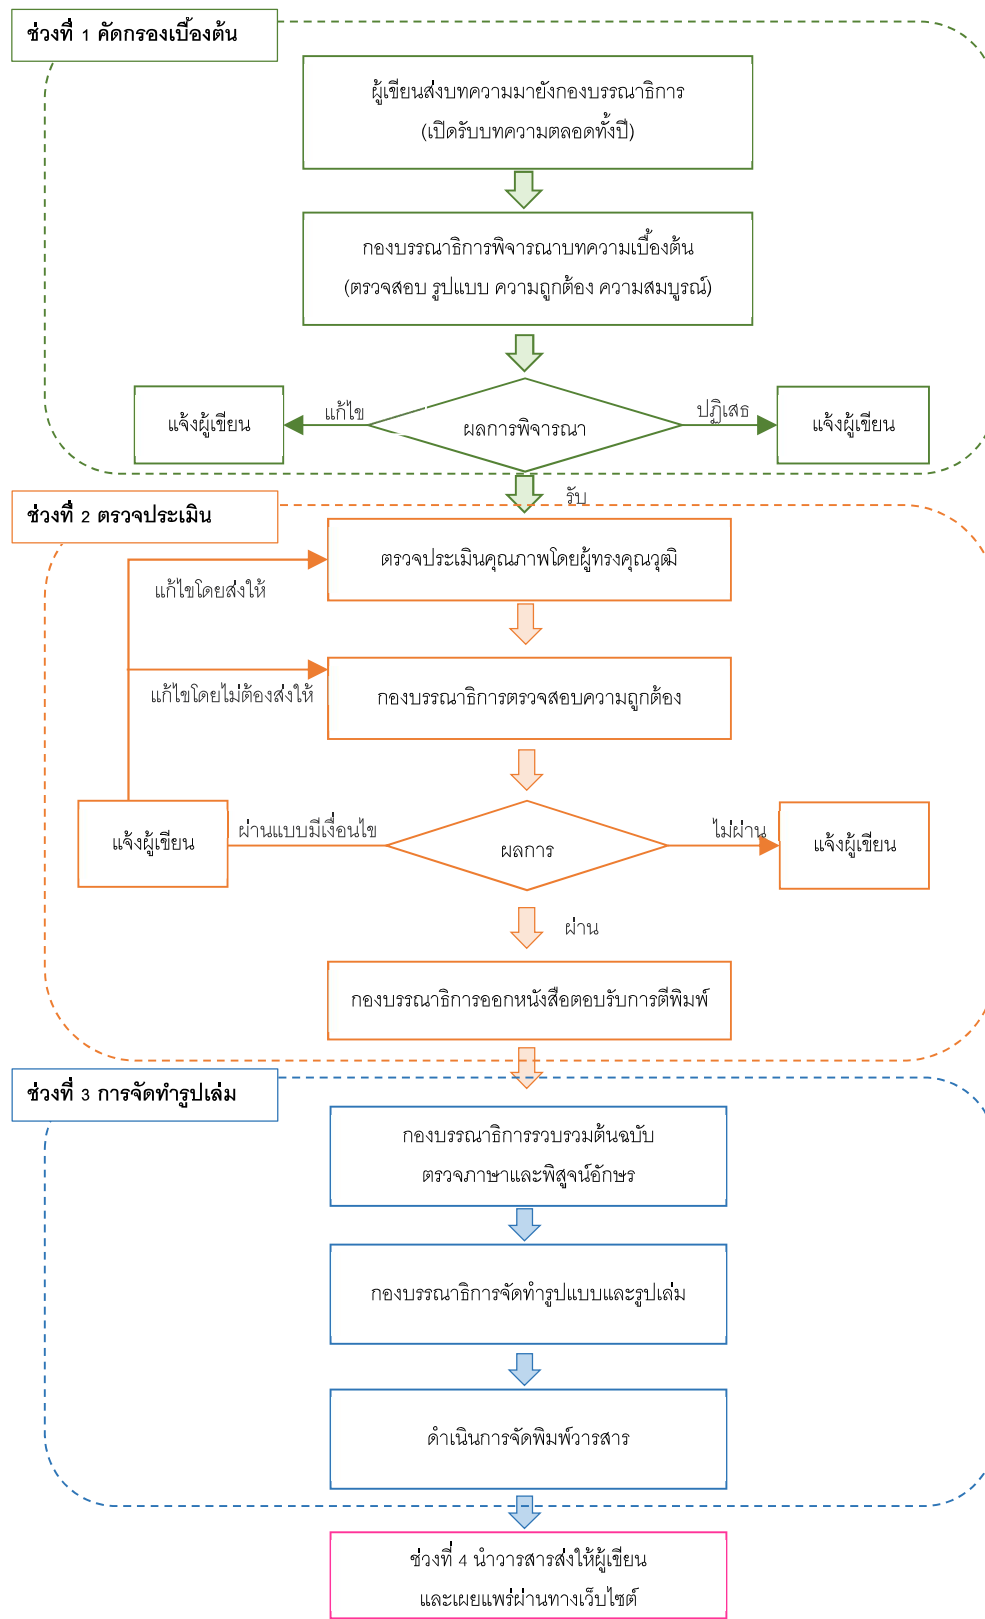 ช่วงที่ 1 คัดกรองเบื้องต้น
ผู้เขียนส่งบทความมายังกองบรรณาธิการ
(เปิดรับบทความตลอดทั้งปี)
กองบรรณาธิการพิจารณาบทความเบื้องต้น
(ตรวจสอบ รูปแบบ ความถูกต้อง ความสมบูรณ์)
แจ้งผู้เขียน
แก้ไข
ผลการพิจารณา
ปฏิเสธ
แจ้งผู้เขียน
รับ
ช่วงที่ 2 ตรวจประเมิน
ตรวจประเมินคุณภาพโดยผู้ทรงคุณวุฒิ
แก้ไขโดยส่งให้
กองบรรณาธิการตรวจสอบความถูกต้อง
แก้ไขโดยไม่ต้องส่งให้
แจ้งผู้เขียน
ผ่านแบบมีเงื่อนไข
ผลการ
ไม่ผ่าน
แจ้งผู้เขียน
ผ่าน
กองบรรณาธิการออกหนังสือตอบรับการตีพิมพ์
ช่วงที่ 3 การจัดทำรูปเล่ม
กองบรรณาธิการรวบรวมต้นฉบับ
ตรวจภาษาและพิสูจน์อักษร
กองบรรณาธิการจัดทำรูปแบบและรูปเล่ม
ดำเนินการจัดพิมพ์วารสาร
ช่วงที่ 4 นำวารสารส่งให้ผู้เขียน
และเผยแพร่ผ่านทางเว็บไซต์